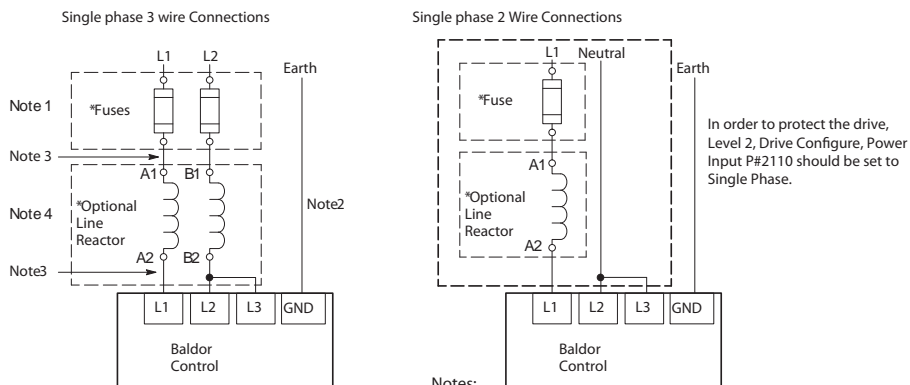 Single phase 3 wire Connections
L1 L2
Earth
Note 1
*Fuses
Note 3
A1 B1
Note 4
*Optional
Line
Reactor
Note2
A2 B2
Note3
L1 L2 L3 GND
Baldor
Control
Single phase 2 Wire Connections
L1 Neutral
Earth
*Fuse
A1
*Optional
Line
Reactor
A2
L1 L2 L3 GND
Baldor
Control
In order to protect the drive,
Level 2, Drive Configure, Power
Input P#2110 should be set to
Single Phase.
Notes: